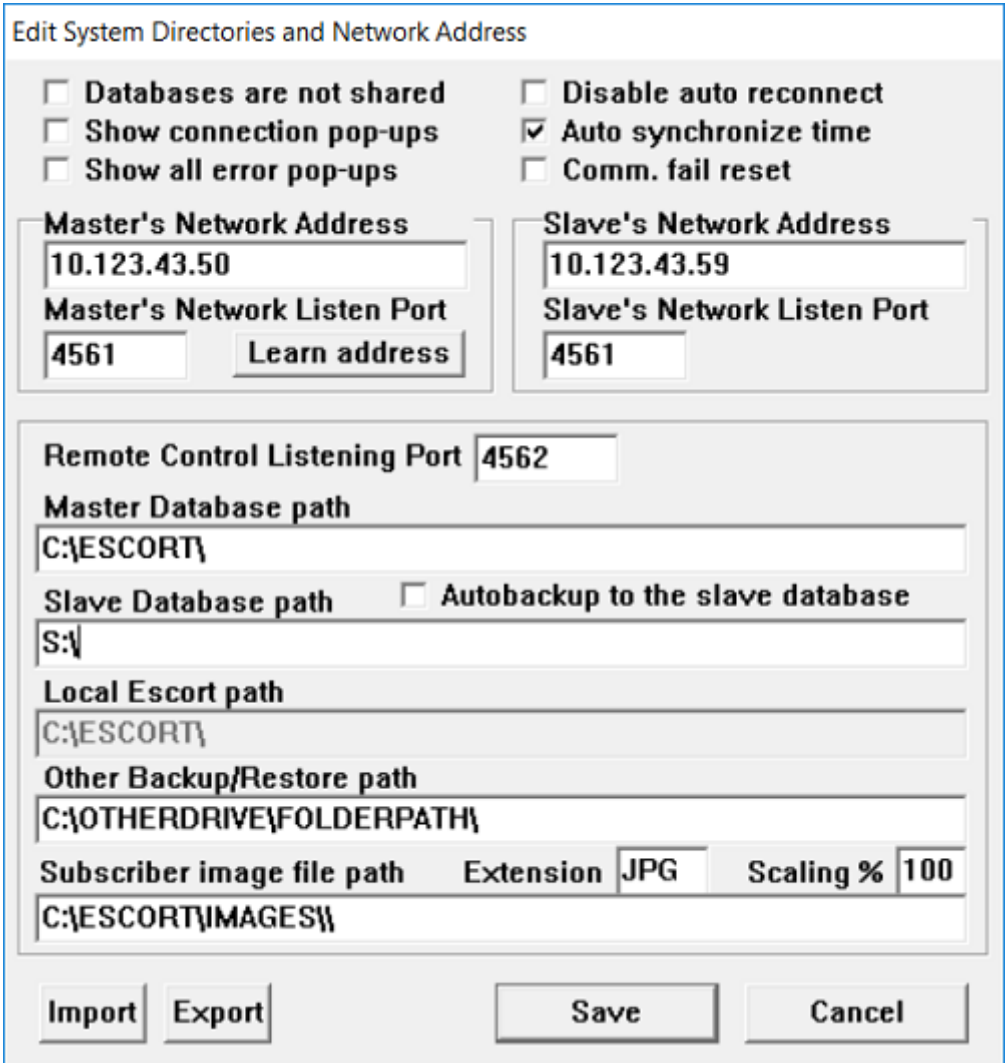 Edit System Directories and Network Address
Databases are not shared
Disable auto reconnect
Show connection pop-ups
Auto synchronize time
Show all error pop-ups
Comm. fail reset
Master's Network Address
10.123.43.50
Master's Network Listen Port
4561
Learn address
Slave's Network Address
10.123.43.59
Slave's Network Listen Port
4561
Remote Control Listening Port 4562
Master Database path
C:\ESCORT\
Slave Database path
Autobackup to the slave database
S:\
Local Escort path
C:\ESCORT\
Other Backup/Restore path
C:\OTHERDRIVE\FOLDERPATH\
Subscriber image file path
Extension JPG
Scaling % 100
C:\ESCORT\IMAGES\\
Import
Export
Save
Cancel